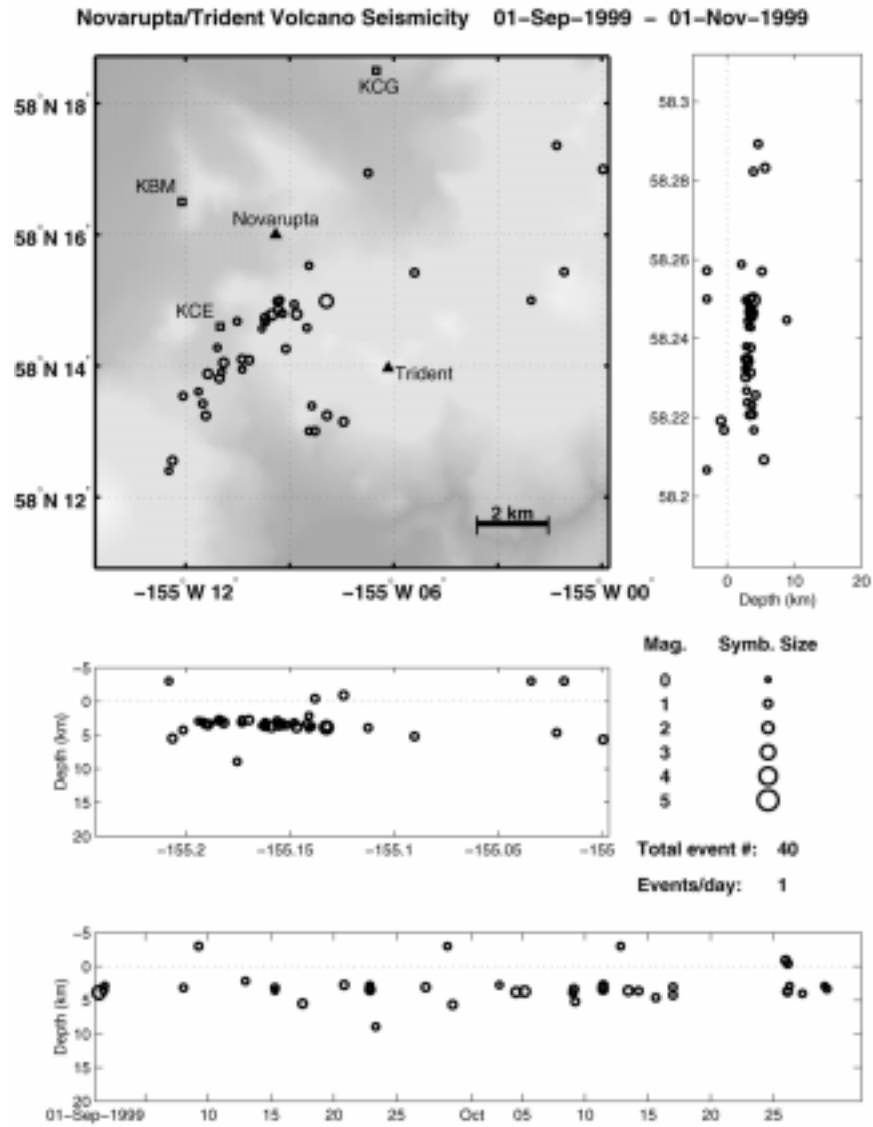 Novarupta/Trident Volcano Seismicity 01-Sep-1999 - 01-Nov-1999
KCG
58°N 18'
KBM
Novarupta
58°N 16'
KCE
58°N 14'
Trident
58°N 12'
2 km
-155°W 12' -155°W 06' -155°W 00'
58.3
58.28
58.26
58.24
58.22
58.2
0 10 20
Depth (km)
Mag. Symb. Size
0
1
2
3
4
5
Total event #: 40
Events/day: 1
-5
0
5
10
15
20
Depth (km)
-155.2 -155.15 -155.1 -155.05 -155
-5
0
5
10
15
20
Depth (km)
01-Sep-1999 10 15 20 25 Oct 05 10 15 20 25